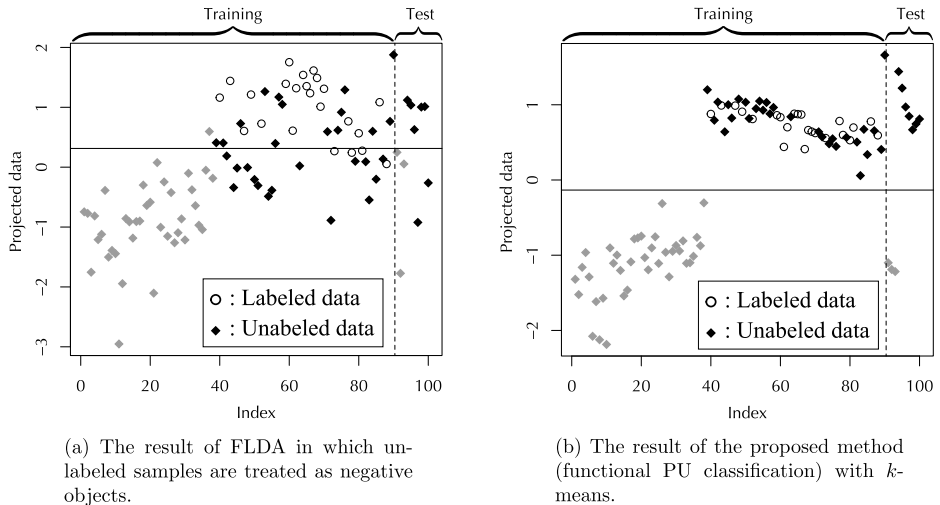 Training Test
2
1
0
−1
−2
−3
Projected data
: Labeled data
: Unabeled data
0 20 40 60 80 100
Index
(a) The result of FLDA in which un-
labeled samples are treated as negative
objects.
Training Test
1
0
−1
−2
Projected data
: Labeled data
: Unabeled data
0 20 40 60 80 100
Index
(b) The result of the proposed method
(functional PU classification) with k-
means.